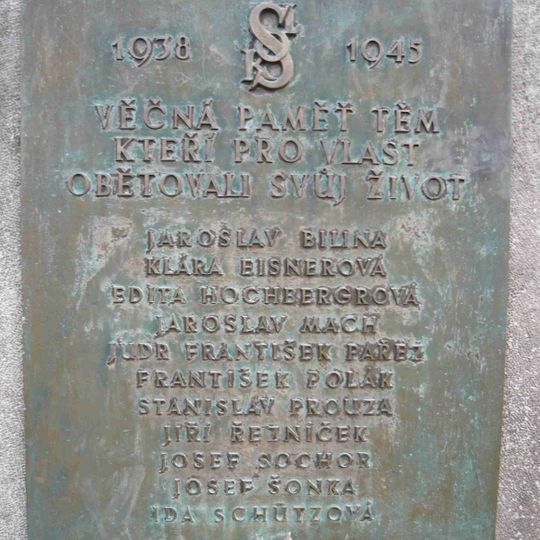 1938 SKS 1945
VĚČNÁ PAMĚŤ TĚM
KTEŘÍ PRO VLAST
OBĚTOVALI SVŮJ ŽIVOT
JAROSLAV BILINA
KLÁRA EISNEROVÁ
EDITA HOCHBERGROVÁ
JAROSLAV MACH
JUDR FRANTIŠEK PAŘEZ
FRANTIŠEK POLÁK
STANISLAV PROUZA
JIŘÍ ŘEZNÍČEK
JOSEF SOCHOR
JOSEF ŠONKA
IDA SCHÜTZOVÁ